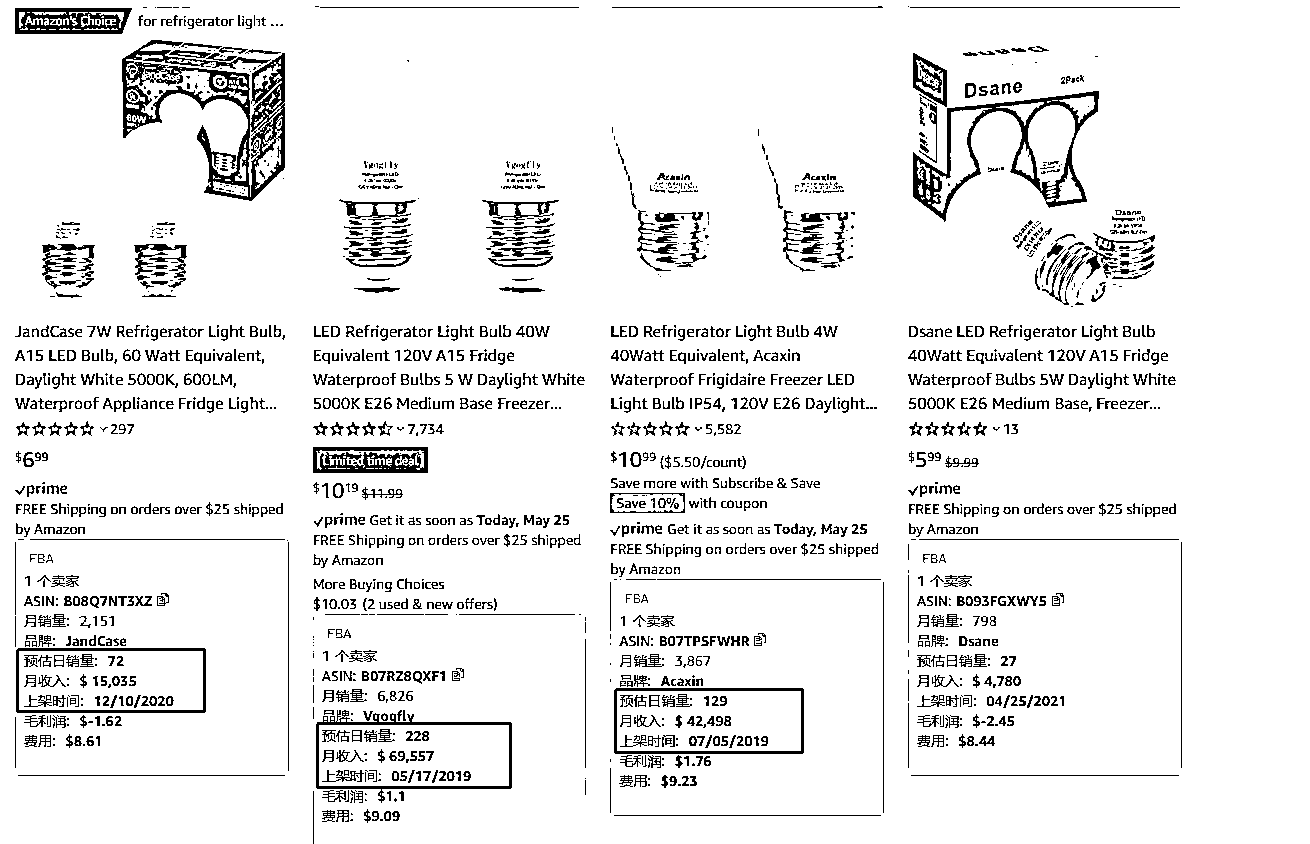 Amazon's Choice for refrigerator light ...
JandCase 7W Refrigerator Light Bulb,
A15 LED Bulb, 60 Watt Equivalent,
Daylight White 5000K, 600LM,
Waterproof Appliance Fridge Light...
297
$6.99
prime
FREE Shipping on orders over $25 shipped
by Amazon
FBA
1 个卖家
ASIN: B08Q7NT3XZ
月销量: 2,151
品牌: JandCase
预估日销量: 72
月收入: $ 15,035
上架时间: 12/10/2020
毛利润: $-1.62
费用: $8.61
Vgogfly
Vgogfly
LED Refrigerator Light Bulb 40W
Equivalent 120V A15 Fridge
Waterproof Bulbs 5 W Daylight White
5000K E26 Medium Base Freezer...
7,734
Limited time deal
$10.19 $11.99
prime Get it as soon as Today, May 25
FREE Shipping on orders over $25 shipped
by Amazon
More Buying Choices
$10.03 (2 used & new offers)
FBA
1 个卖家
ASIN: B07RZ8QXF1
月销量: 6,826
品牌: Vgogfly
预估日销量: 228
月收入: $ 69,557
上架时间: 05/17/2019
毛利润: $1.1
费用: $9.09
Acaxin
Acaxin
LED Refrigerator Light Bulb 4W
40Watt Equivalent, Acaxin
Waterproof Frigidaire Freezer LED
Light Bulb IP54, 120V E26 Daylight...
5,582
$10.99 ($5.50/count)
Save more with Subscribe & Save
Save 10% with coupon
prime Get it as soon as Today, May 25
FREE Shipping on orders over $25 shipped
by Amazon
FBA
1 个卖家
ASIN: B07TPSFWHR
月销量: 3,867
品牌: Acaxin
预估日销量: 129
月收入: $ 42,498
上架时间: 07/05/2019
毛利润: $1.76
费用: $9.23
Dsane
2Pack
Dsane
Dsane
Dsane LED Refrigerator Light Bulb
40Watt Equivalent 120V A15 Fridge
Waterproof Bulbs 5W Daylight White
5000K E26 Medium Base, Freezer...
13
$5.99 $9.99
prime
FREE Shipping on orders over $25 shipped
by Amazon
FBA
1 个卖家
ASIN: B093FGXWY5
月销量: 798
品牌: Dsane
预估日销量: 27
月收入: $ 4,780
上架时间: 04/25/2021
毛利润: $-2.45
费用: $8.44